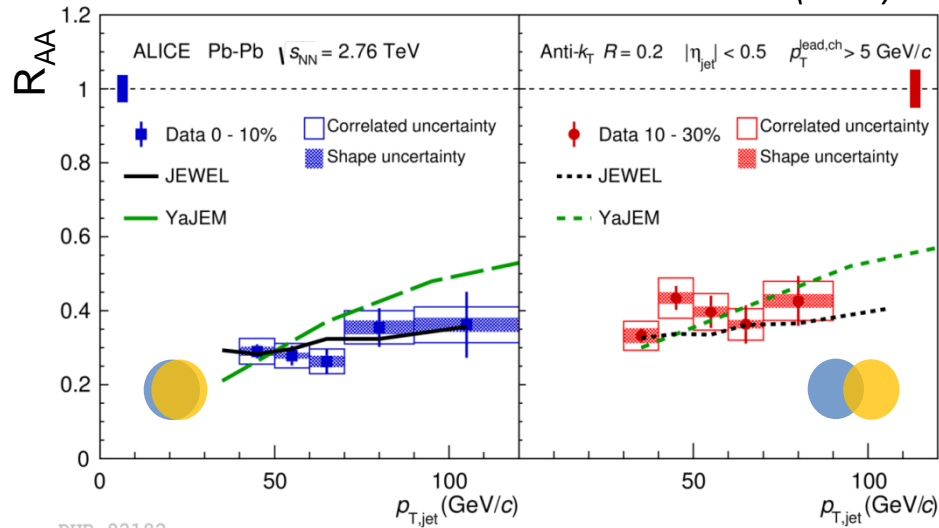 R_AA
1.2
1
0.8
0.6
0.4
0.2
0
ALICE Pb-Pb √s_NN = 2.76 TeV
Data 0 - 10%
Correlated uncertainty
Shape uncertainty
JEWEL
YaJEM
0 50 100
p_T,jet (GeV/c)
Anti-k_T R = 0.2 |η_jet| < 0.5 p_T^lead,ch > 5 GeV/c
Data 10 - 30%
Correlated uncertainty
Shape uncertainty
JEWEL
YaJEM
0 50 100
p_T,jet (GeV/c)